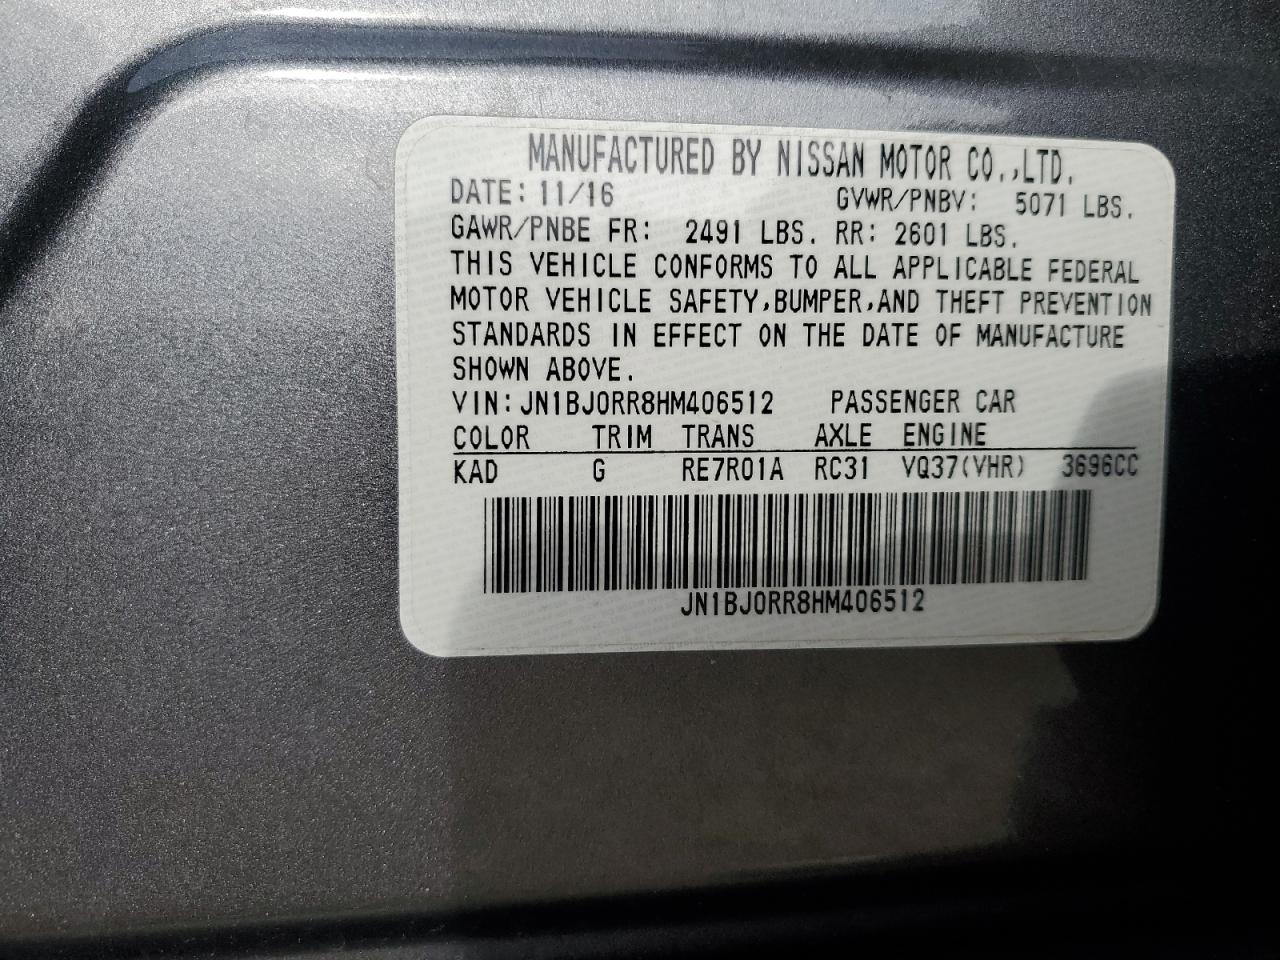 MANUFACTURED BY NISSAN MOTOR CO.,LTD.
DATE: 11/16 GVWR/PNBV: 5071 LBS.
GAWR/PNBE FR: 2491 LBS. RR: 2601 LBS.
THIS VEHICLE CONFORMS TO ALL APPLICABLE FEDERAL
MOTOR VEHICLE SAFETY,BUMPER,AND THEFT PREVENTION
STANDARDS IN EFFECT ON THE DATE OF MANUFACTURE
SHOWN ABOVE.
VIN:JN1BJ0RR8HM406512 PASSENGER CAR
COLOR TRIM TRANS AXLE ENGINE
KAD G RE7R01A RC31 VQ37(VHR) 3696CC
JN1BJ0RR8HM406512